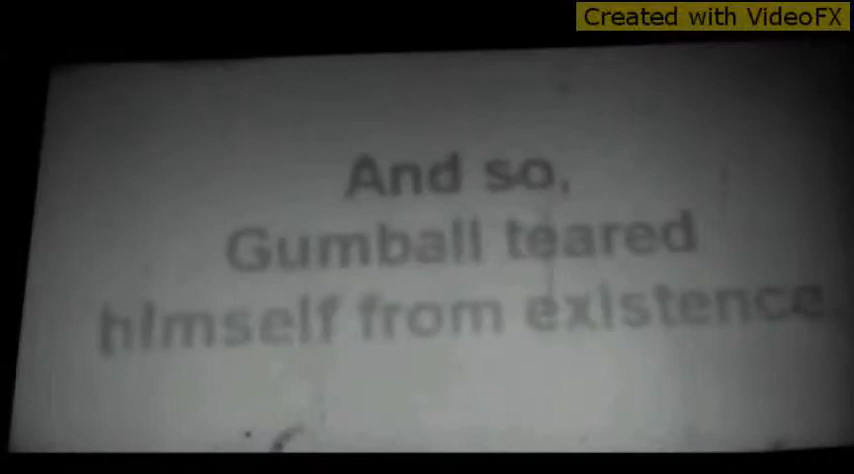 Created with VideoFX
And so,
Gumball teared
himself from existence